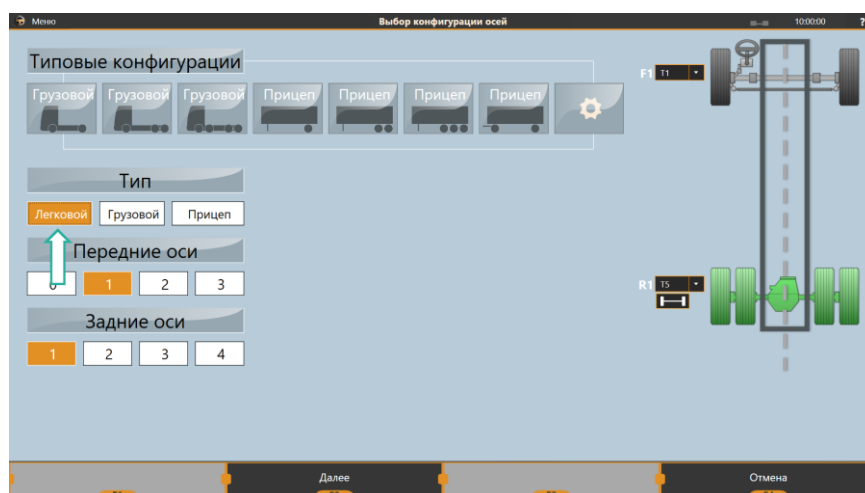 Меню Выбор конфигурации осей 10:00:00 ?
Типовые конфигурации
Грузовой Грузовой Грузовой Прицеп Прицеп Прицеп Прицеп
F1 T1
Тип
Легковой Грузовой Прицеп
Передние оси
1 2 3
R1 T5
Задние оси
1 2 3 4
Далее Отмена